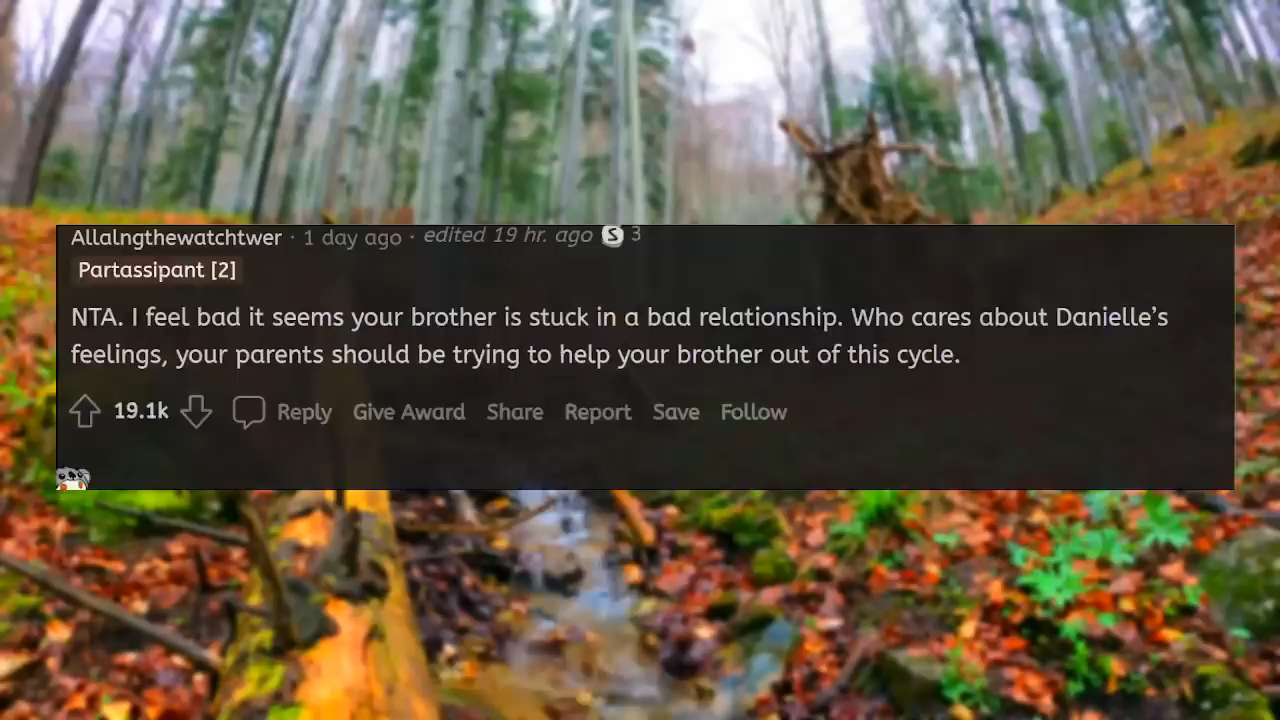 Allalngthewatchtwer · 1 day ago · edited 19 hr. ago S 3
Partassipant [2]
NTA. I feel bad it seems your brother is stuck in a bad relationship. Who cares about Danielle’s
feelings, your parents should be trying to help your brother out of this cycle.
19.1k Reply Give Award Share Report Save Follow